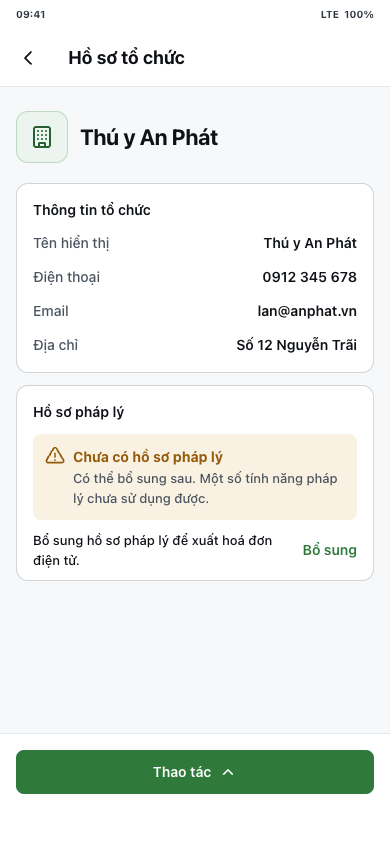 09:41
LTE 100%
Hồ sơ tổ chức
Thú y An Phát
Thông tin tổ chức
Tên hiển thị
Thú y An Phát
Điện thoại
0912 345 678
Email
lan@anphat.vn
Địa chỉ
Số 12 Nguyễn Trãi
Hồ sơ pháp lý
Chưa có hồ sơ pháp lý
Có thể bổ sung sau. Một số tính năng pháp
lý chưa sử dụng được.
Bổ sung hồ sơ pháp lý để xuất hoá đơn
điện tử.
Bổ sung
Thao tác